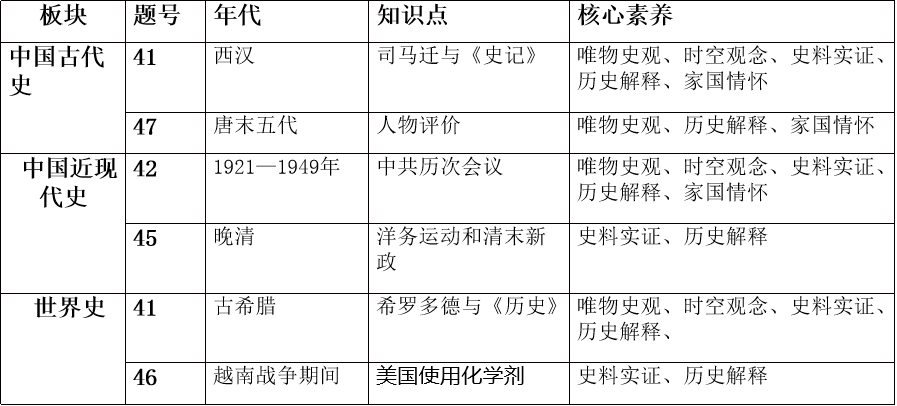 板块 题号 年代 知识点 核心素养
中国古代 41 西汉 司马迁与《史记》 唯物史观、时空观念、史料实证、
史 历史解释、家国情怀
47 唐末五代 人物评价 唯物史观、历史解释、家国情怀
中国近现 42 1921—1949年 中共历次会议 唯物史观、时空观念、史料实证、
代史 历史解释、家国情怀
45 晚清 洋务运动和清末新 史料实证、历史解释
政
世界史 41 古希腊 希罗多德与《历史》 唯物史观、时空观念、史料实证、
历史解释、
46 越南战争期间 美国使用化学剂 史料实证、历史解释